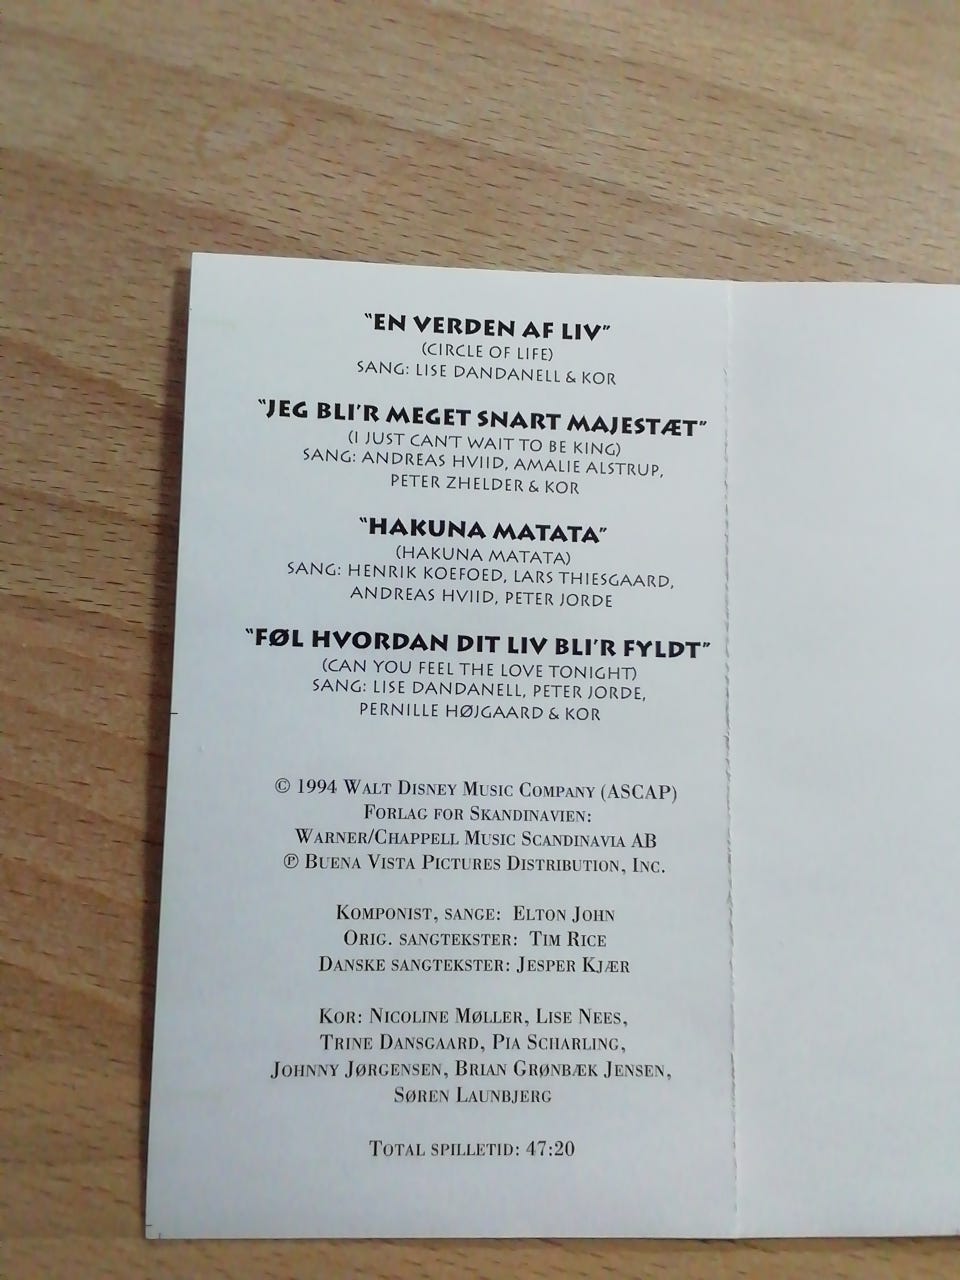 "EN VERDEN AF LIV"
(CIRCLE OF LIFE)
SANG: LISE DANDANELL & KOR
"JEG BLI'R MEGET SNART MAJESTÆT"
(I JUST CAN'T WAIT TO BE KING)
SANG: ANDREAS HVIID, AMALIE ALSTRUP,
PETER ZHELDER & KOR
"HAKUNA MATATA"
(HAKUNA MATATA)
SANG: HENRIK KOEFOED, LARS THIESGAARD,
ANDREAS HVIID, PETER JORDE
"FØL HVORDAN DIT LIV BLI'R FYLDT"
(CAN YOU FEEL THE LOVE TONIGHT)
SANG: LISE DANDANELL, PETER JORDE,
PERNILLE HØJGAARD & KOR
© 1994 WALT DISNEY MUSIC COMPANY (ASCAP)
FORLAG FOR SKANDINAVIEN:
WARNER/CHAPPELL MUSIC SCANDINAVIA AB
℗ BUENA VISTA PICTURES DISTRIBUTION, INC.
KOMPONIST, SANGE: ELTON JOHN
ORIG. SANGTEKSTER: TIM RICE
DANSKE SANGTEKSTER: JESPER KJÆR
KOR: NICOLINE MØLLER, LISE NEES,
TRINE DANSGAARD, PIA SCHARLING,
JOHNNY JØRGENSEN, BRIAN GRØNBÆK JENSEN,
SØREN LAUNBJERG
TOTAL SPILLETID: 47:20